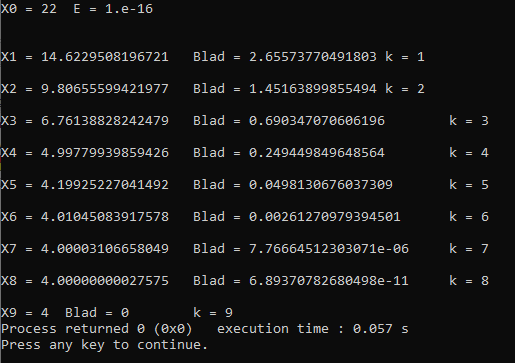 X0 = 22  E = 1.e-16
X1 = 14.6229508196721   Blad = 2.65573770491803 k = 1
X2 = 9.80655599421977   Blad = 1.45163899855494 k = 2
X3 = 6.76138828242479   Blad = 0.690347070606196        k = 3
X4 = 4.99779939859426   Blad = 0.249449849648564        k = 4
X5 = 4.19925227041492   Blad = 0.0498130676037309       k = 5
X6 = 4.01045083917578   Blad = 0.00261270979394501      k = 6
X7 = 4.00003106658049   Blad = 7.76664512303071e-06     k = 7
X8 = 4.00000000027575   Blad = 6.89370782680498e-11     k = 8
X9 = 4  Blad = 0        k = 9
Process returned 0 (0x0)   execution time : 0.057 s
Press any key to continue.